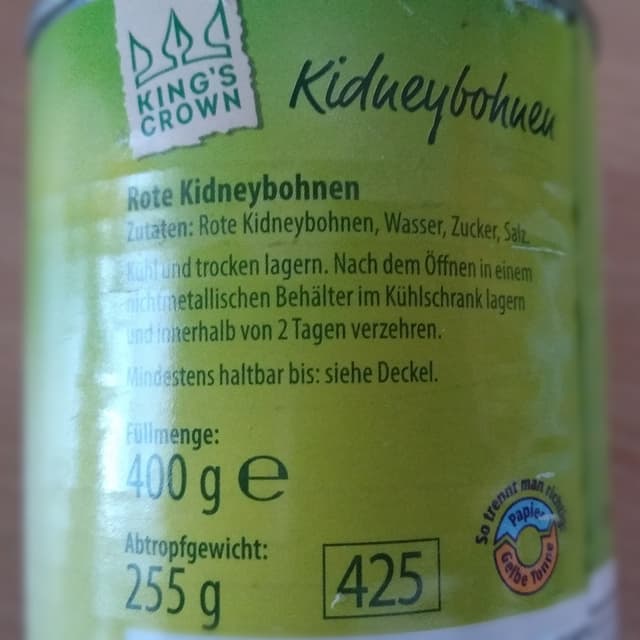 KING'S
CROWN
Kidneybohnen
Rote Kidneybohnen
Zutaten: Rote Kidneybohnen, Wasser, Zucker, Salz.
Kühl und trocken lagern. Nach dem Öffnen in einem
nichtmetallischen Behälter im Kühlschrank lagern
und innerhalb von 2 Tagen verzehren.
Mindestens haltbar bis: siehe Deckel.
Füllmenge:
400 g ℮
Abtropfgewicht:
255 g
425
So trennt man richtig
Papier
Gelbe Tonne